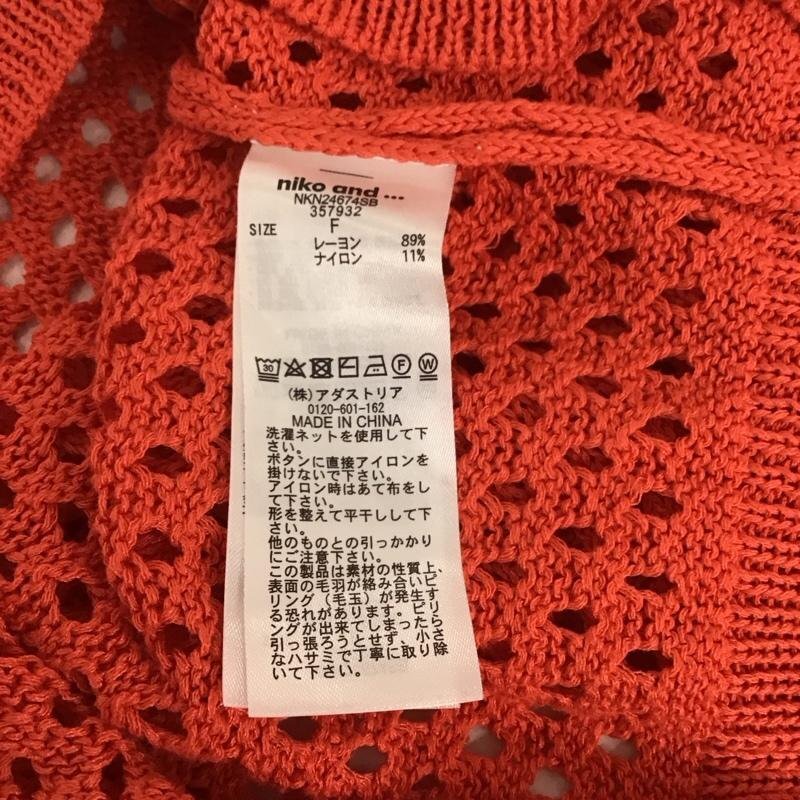 niko and ...
NKN24674SB
357932
SIZE F
レーヨン 89%
ナイロン 11%
30 F W
(株)アダストリア
0120-601-162
MADE IN CHINA
洗濯ネットを使用して下
さい。
ボタンに直接アイロンを
掛けないで下さい。
アイロン時はあて布をし
て下さい。
形を整えて平干しして下
さい。
他のものとの引っかかり
にご注意下さい。
この製品は素材の性質上、
表面の毛羽が絡み合いピ
リング(毛玉)が発生す
る恐れがあります。ピリ
ングが出来てしまったら
引っ張ろうとせず、小さ
なハサミで丁寧に取り除
いて下さい。